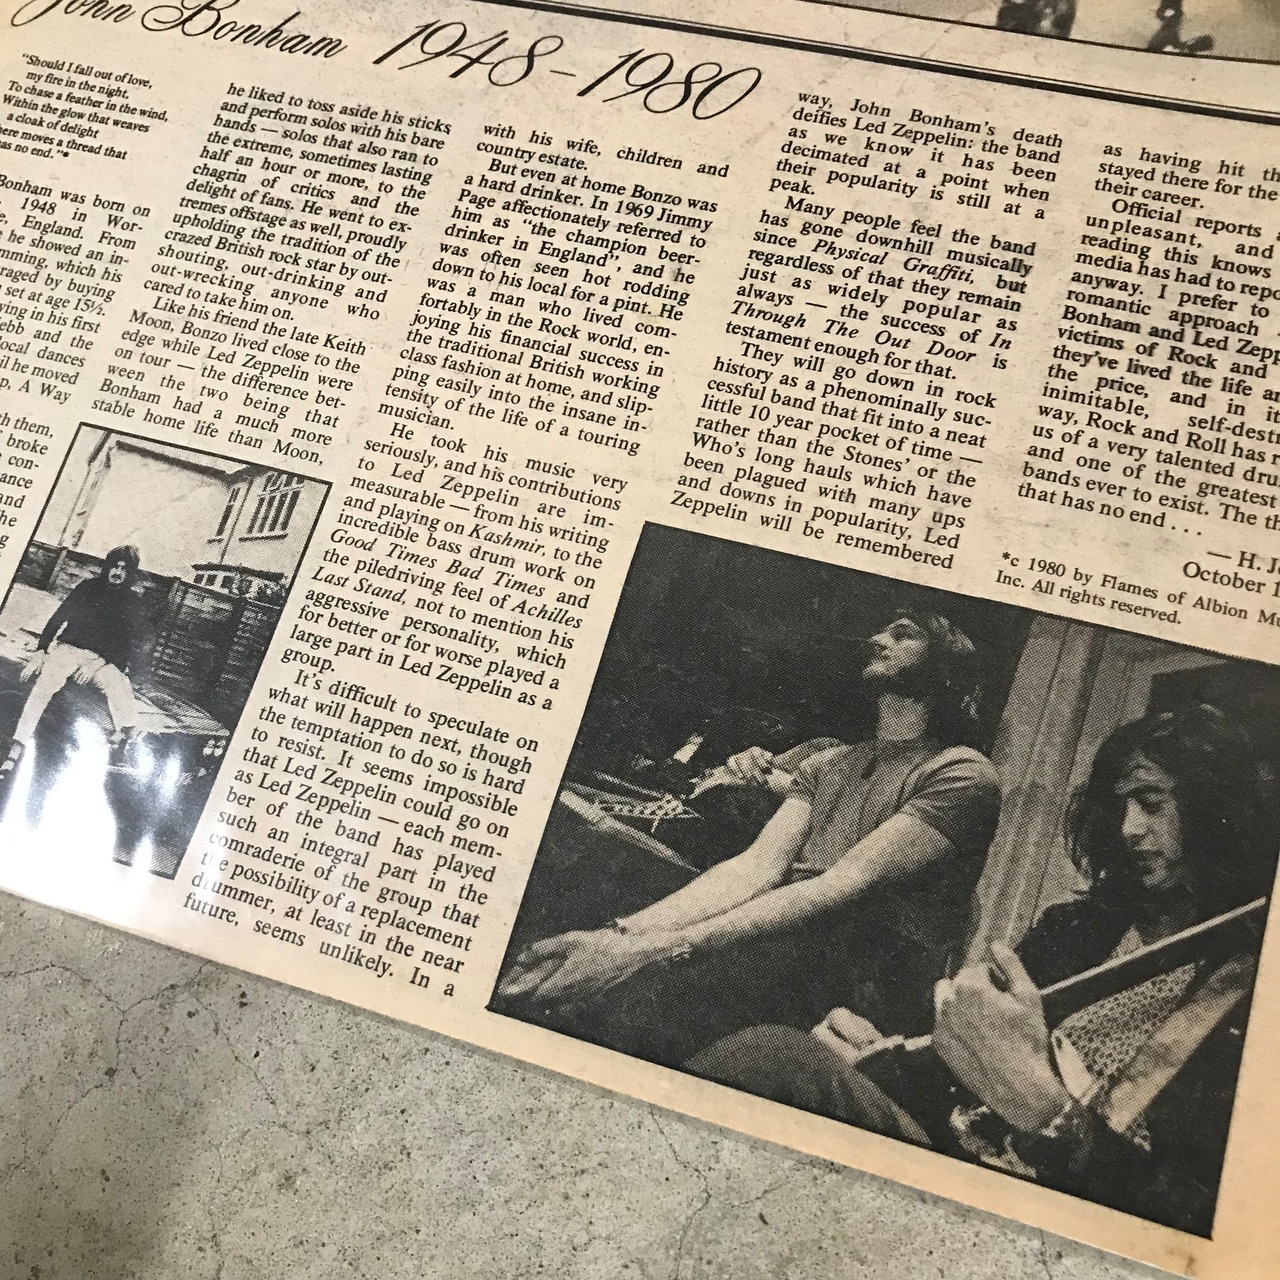 John Bonham 1948–1980
"Should I fall out of love,
my fire in the night,
To chase a feather in the wind,
Within the glow that weaves
a cloak of delight
here moves a thread that
has no end."*
Bonham was born on
1948 in Wor-
England. From
he showed an in-
mming, which his
raged by buying
set at age 15½.
ying in his first
ebb and the
local dances
il he moved
p, A Way
th them,
broke
con-
ance
and
he
g
he liked to toss aside his sticks
and perform solos with his bare
hands — solos that also ran to
the extreme, sometimes lasting
half an hour or more, to the
chagrin of critics and the
delight of fans. He went to ex-
tremes offstage as well, proudly
upholding the tradition of the
crazed British rock star by out-
shouting, out-drinking and
out-wrecking anyone who
cared to take him on.
Like his friend the late Keith
Moon, Bonzo lived close to the
edge while Led Zeppelin were
on tour — the difference bet-
ween the two being that
Bonham had a much more
stable home life than Moon,
with his wife, children and
country estate.
But even at home Bonzo was
a hard drinker. In 1969 Jimmy
Page affectionately referred to
him as "the champion beer-
drinker in England", and he
was often seen hot rodding
down to his local for a pint. He
was a man who lived com-
fortably in the Rock world, en-
joying his financial success in
the traditional British working
class fashion at home, and slip-
ping easily into the insane in-
tensity of the life of a touring
musician.
He took his music very
seriously, and his contributions
to Led Zeppelin are im-
measurable — from his writing
and playing on Kashmir, to the
incredible bass drum work on
Good Times Bad Times and
the piledriving feel of Achilles
Last Stand, not to mention his
aggressive personality, which
for better or for worse played a
large part in Led Zeppelin as a
group.
It's difficult to speculate on
what will happen next, though
the temptation to do so is hard
to resist. It seems impossible
that Led Zeppelin could go on
as Led Zeppelin — each mem-
ber of the band has played
such an integral part in the
comraderie of the group that
the possibility of a replacement
drummer, at least in the near
future, seems unlikely. In a
way, John Bonham's death
deifies Led Zeppelin: the band
as we know it has been
decimated at a point when
their popularity is still at a
peak.
Many people feel the band
has gone downhill musically
since Physical Graffiti, but
regardless of that they remain
just as widely popular as
always — the success of In
Through The Out Door is
testament enough for that.
They will go down in rock
history as a phenominally suc-
cessful band that fit into a neat
little 10 year pocket of time —
rather than the Stones' or the
Who's long hauls which have
been plagued with many ups
and downs in popularity, Led
Zeppelin will be remembered
as having hit th
stayed there for the
their career.
Official reports a
unpleasant, and
reading this knows
media has had to repo
anyway. I prefer to
romantic approach
Bonham and Led Zepp
victims of Rock and
they've lived the life an
the price, and in it
inimitable, self-destr
way, Rock and Roll has r
us of a very talented dru
and one of the greatest
bands ever to exist. The th
that has no end . . .
— H. Jo
October 1
*c 1980 by Flames of Albion Mu
Inc. All rights reserved.